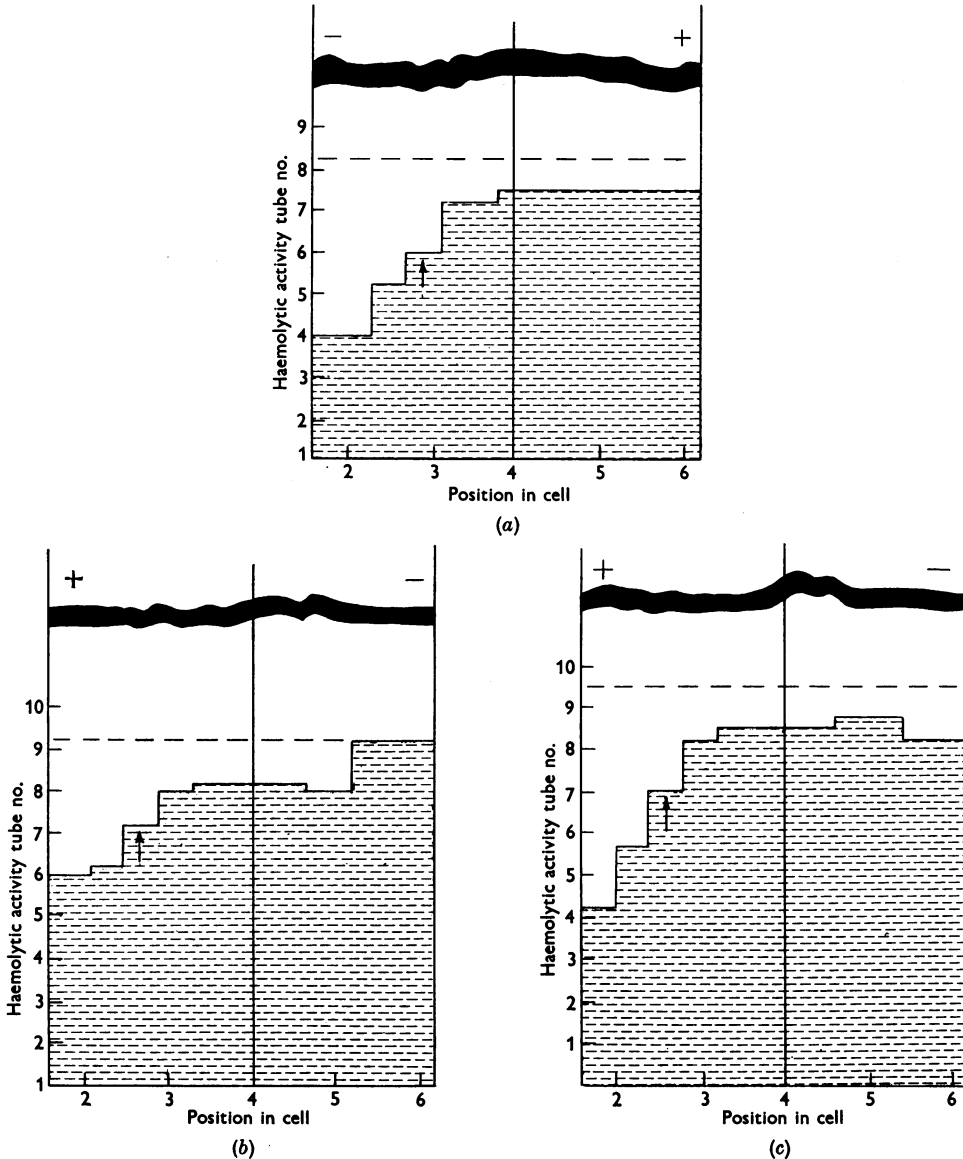 − +
9
8
7
6
5
4
3
2
1
Haemolytic activity tube no.
2 3 4 5 6
Position in cell
(a)
+ −
10
9
8
7
6
5
4
3
2
1
Haemolytic activity tube no.
2 3 4 5 6
Position in cell
(b)
+ −
10
9
8
7
6
5
4
3
2
1
Haemolytic activity tube no.
2 3 4 5 6
Position in cell
(c)